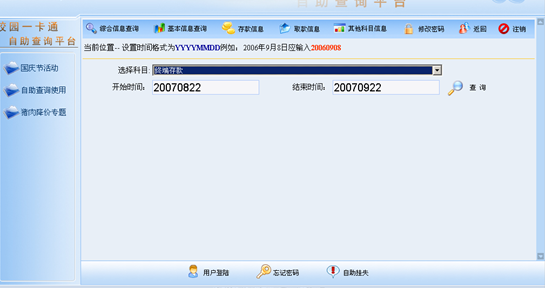 自助查询平台
校园一卡通
自助查询平台
综合信息查询 基本信息查询 存款信息 取款信息 其他科目信息 修改密码 返回 注销
当前位置-- 设置时间格式为YYYYMMDD例如：2006年9月8日应输入20060908
国庆节活动
自助查询使用
猪肉降价专题
选择科目: 终端存款
开始时间: 20070822 结束时间: 20070922 查 询
用户登陆 忘记密码 自助挂失